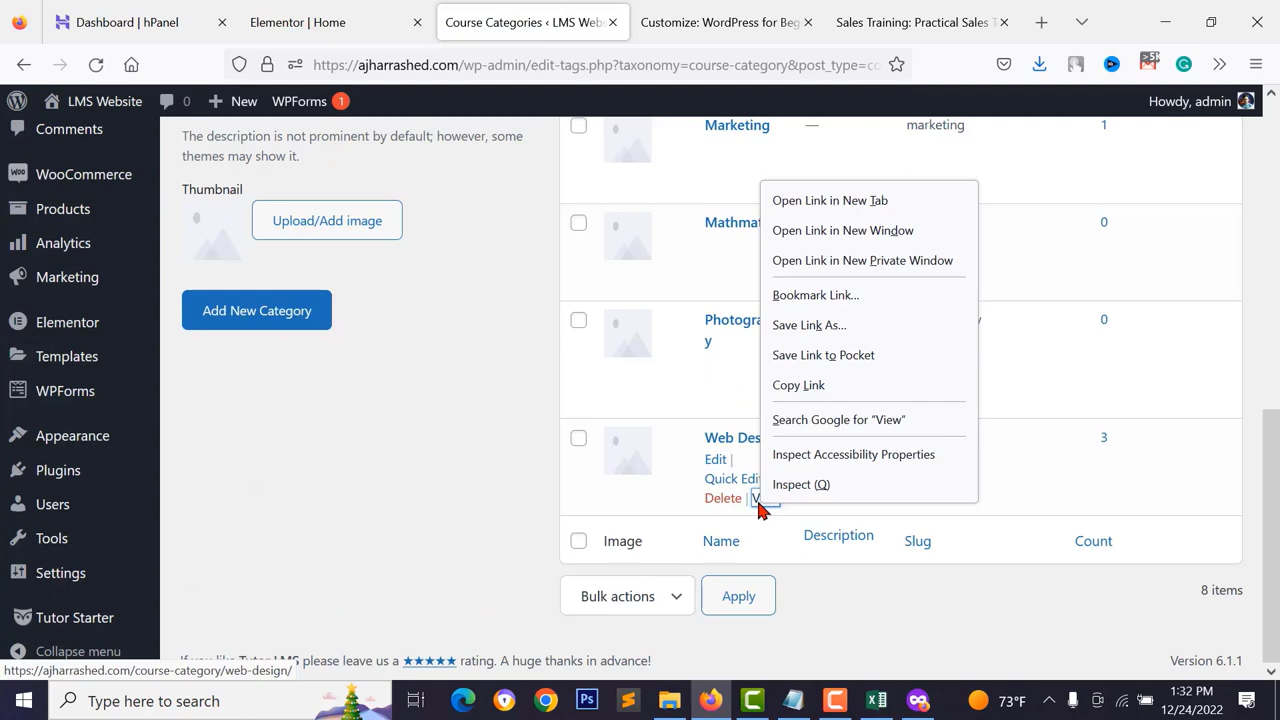 Dashboard | hPanel
Elementor | Home
Course Categories ‹ LMS Webs
Customize: WordPress for Beg
Sales Training: Practical Sales T
https://ajharrashed.com/wp-admin/edit-tags.php?taxonomy=course-category&post_type=co
5K
LMS Website
0
New
WPForms 1
Howdy, admin
Comments
WooCommerce
Products
Analytics
Marketing
Elementor
Templates
WPForms
Appearance
Plugins
Users
Tools
Settings
Tutor Starter
Collapse menu
The description is not prominent by default; however, some
themes may show it.
Thumbnail
Upload/Add image
Add New Category
Marketing — marketing 1
Mathmat 0
Photogra
y
y 0
Web Des 3
Edit |
Quick Edit
Delete | V
Image Name Description Slug Count
Open Link in New Tab
Open Link in New Window
Open Link in New Private Window
Bookmark Link...
Save Link As...
Save Link to Pocket
Copy Link
Search Google for “View”
Inspect Accessibility Properties
Inspect (Q)
Bulk actions
Apply
8 items
If you like Tutor LMS please leave us a ★★★★★ rating. A huge thanks in advance!
Version 6.1.1
https://ajharrashed.com/course-category/web-design/
Type here to search
Ps
73°F
1:32 PM
12/24/2022